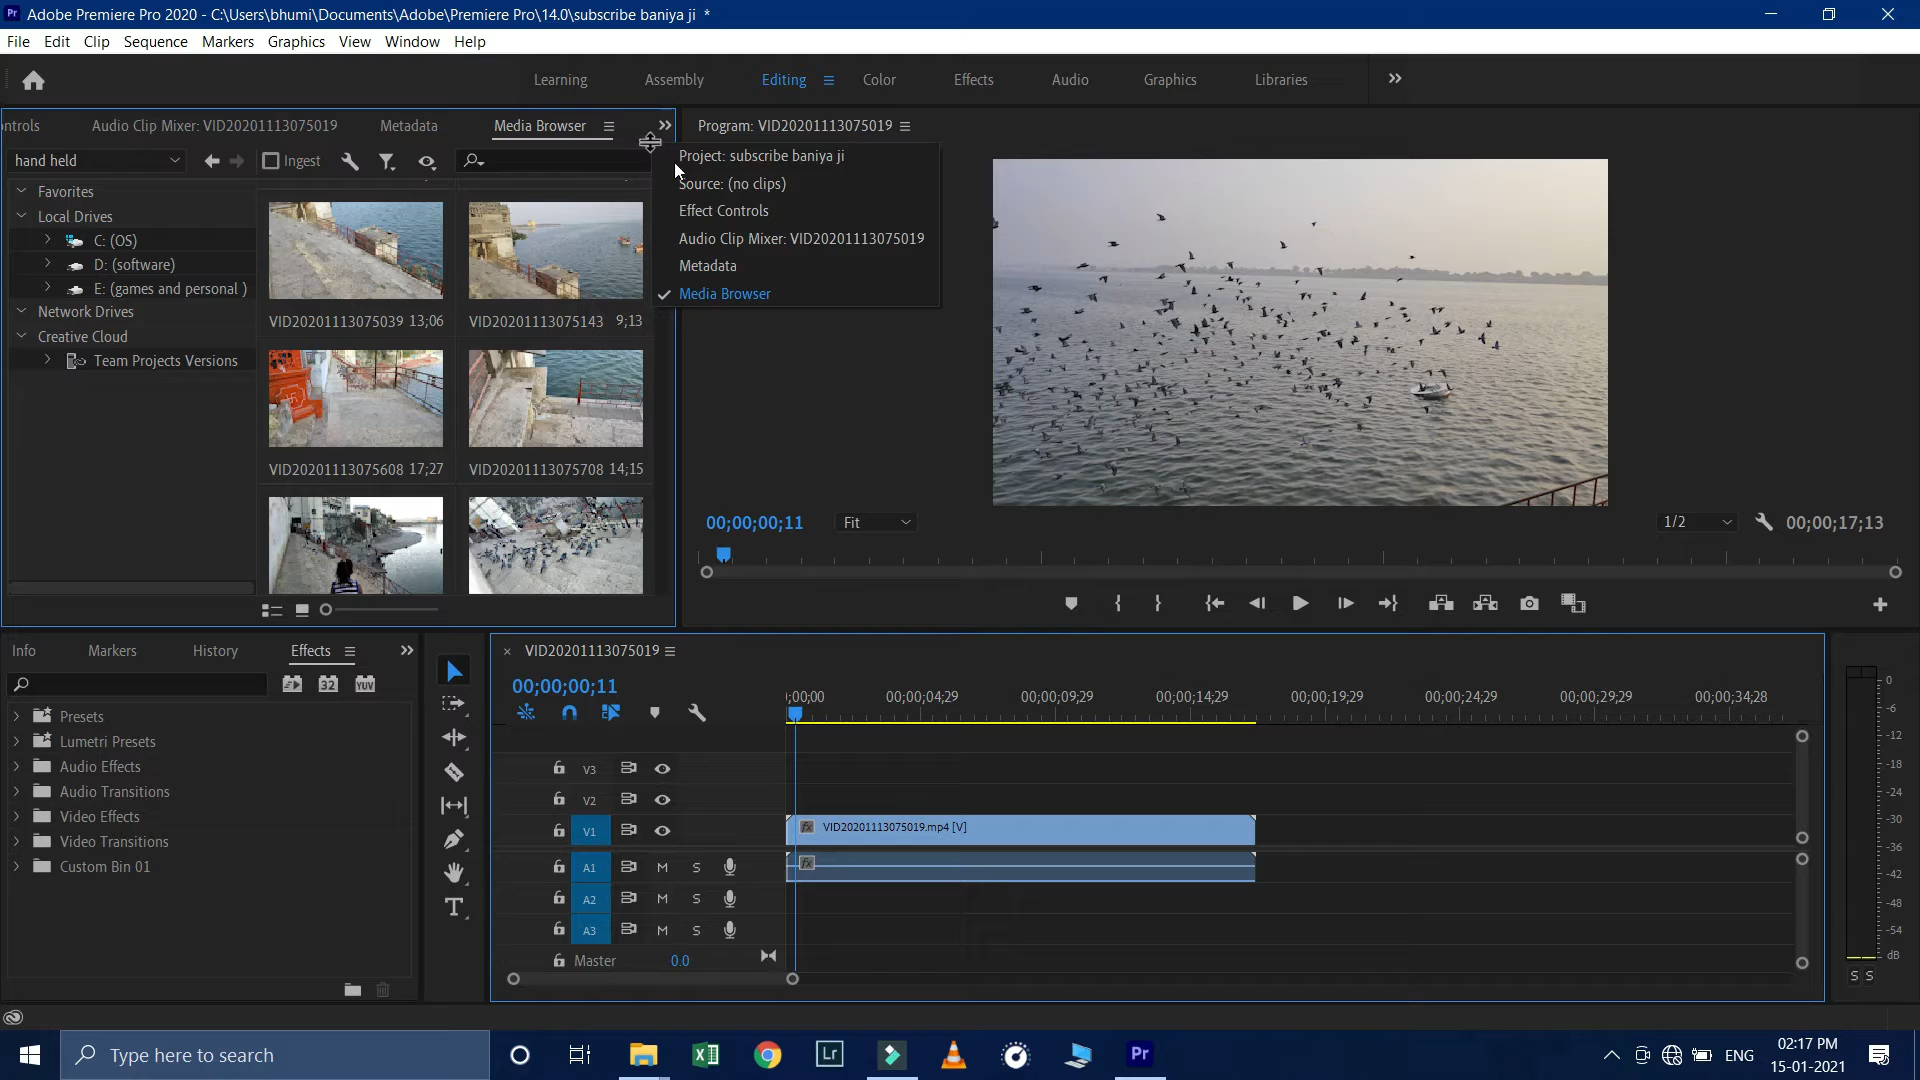 Pr Adobe Premiere Pro 2020 - C:\Users\bhumi\Documents\Adobe\Premiere Pro\14.0\subscribe baniya ji *
File Edit Clip Sequence Markers Graphics View Window Help
Learning Assembly Editing Color Effects Audio Graphics Libraries
ntrols Audio Clip Mixer: VID20201113075019 Metadata Media Browser
Program: VID20201113075019
hand held Ingest
Project: subscribe baniya ji
Source: (no clips)
Effect Controls
Audio Clip Mixer: VID20201113075019
Metadata
Media Browser
Favorites
Local Drives
C: (OS)
D: (software)
E: (games and personal )
Network Drives
Creative Cloud
Team Projects Versions
VID20201113075039 13;06
VID20201113075143 9;13
VID20201113075608 17;27
VID20201113075708 14;15
00;00;00;11 Fit 1/2 00;00;17;13
Info Markers History Effects
32 YUV
Presets
Lumetri Presets
Audio Effects
Audio Transitions
Video Effects
Video Transitions
Custom Bin 01
× VID20201113075019
00;00;00;11
;00;00 00;00;04;29 00;00;09;29 00;00;14;29 00;00;19;29 00;00;24;29 00;00;29;29 00;00;34;28
V3
V2
V1 fx VID20201113075019.mp4 [V]
A1 M S fx
A2 M S
A3 M S
Master 0.0
0
-6
-12
-18
-24
-30
-36
-42
-48
-54
dB
S S
Type here to search
Lr Pr
ENG
02:17 PM
15-01-2021